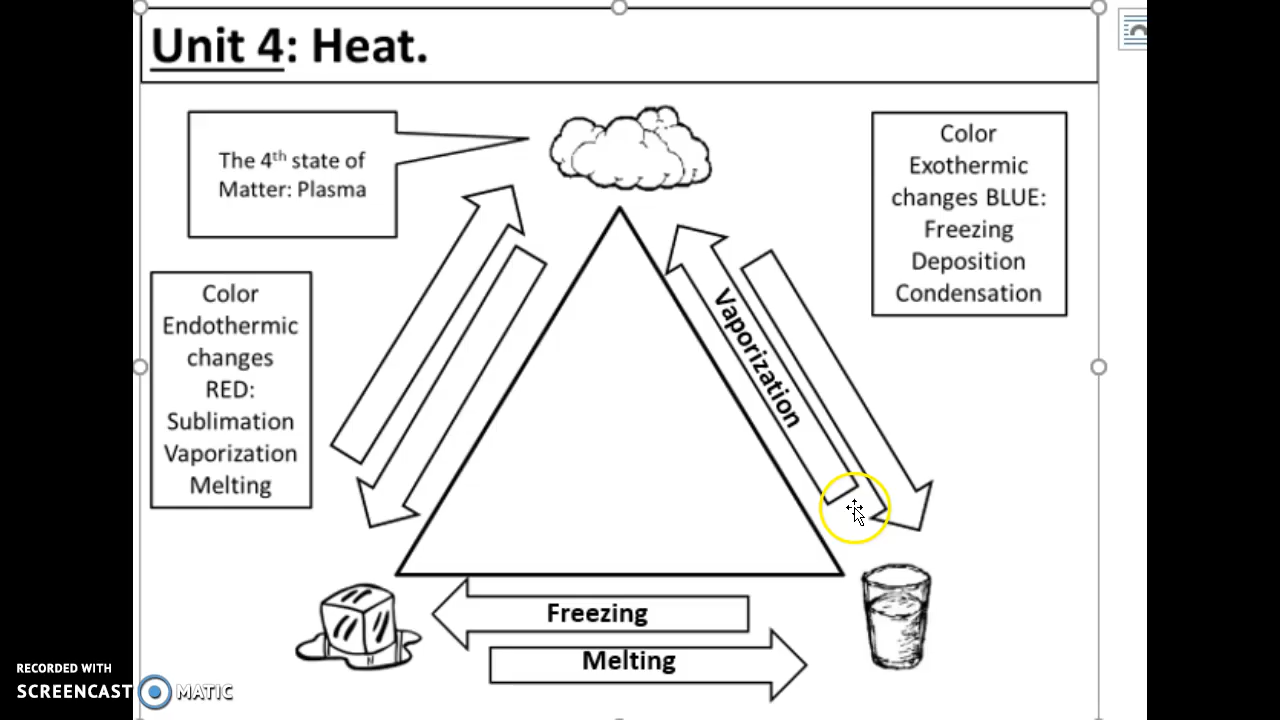 Unit 4: Heat.
The 4th state of
Matter: Plasma
Color
Exothermic
changes BLUE:
Freezing
Deposition
Condensation
Color
Endothermic
changes
RED:
Sublimation
Vaporization
Melting
Vaporization
Freezing
Melting
RECORDED WITH
SCREENCAST MATIC